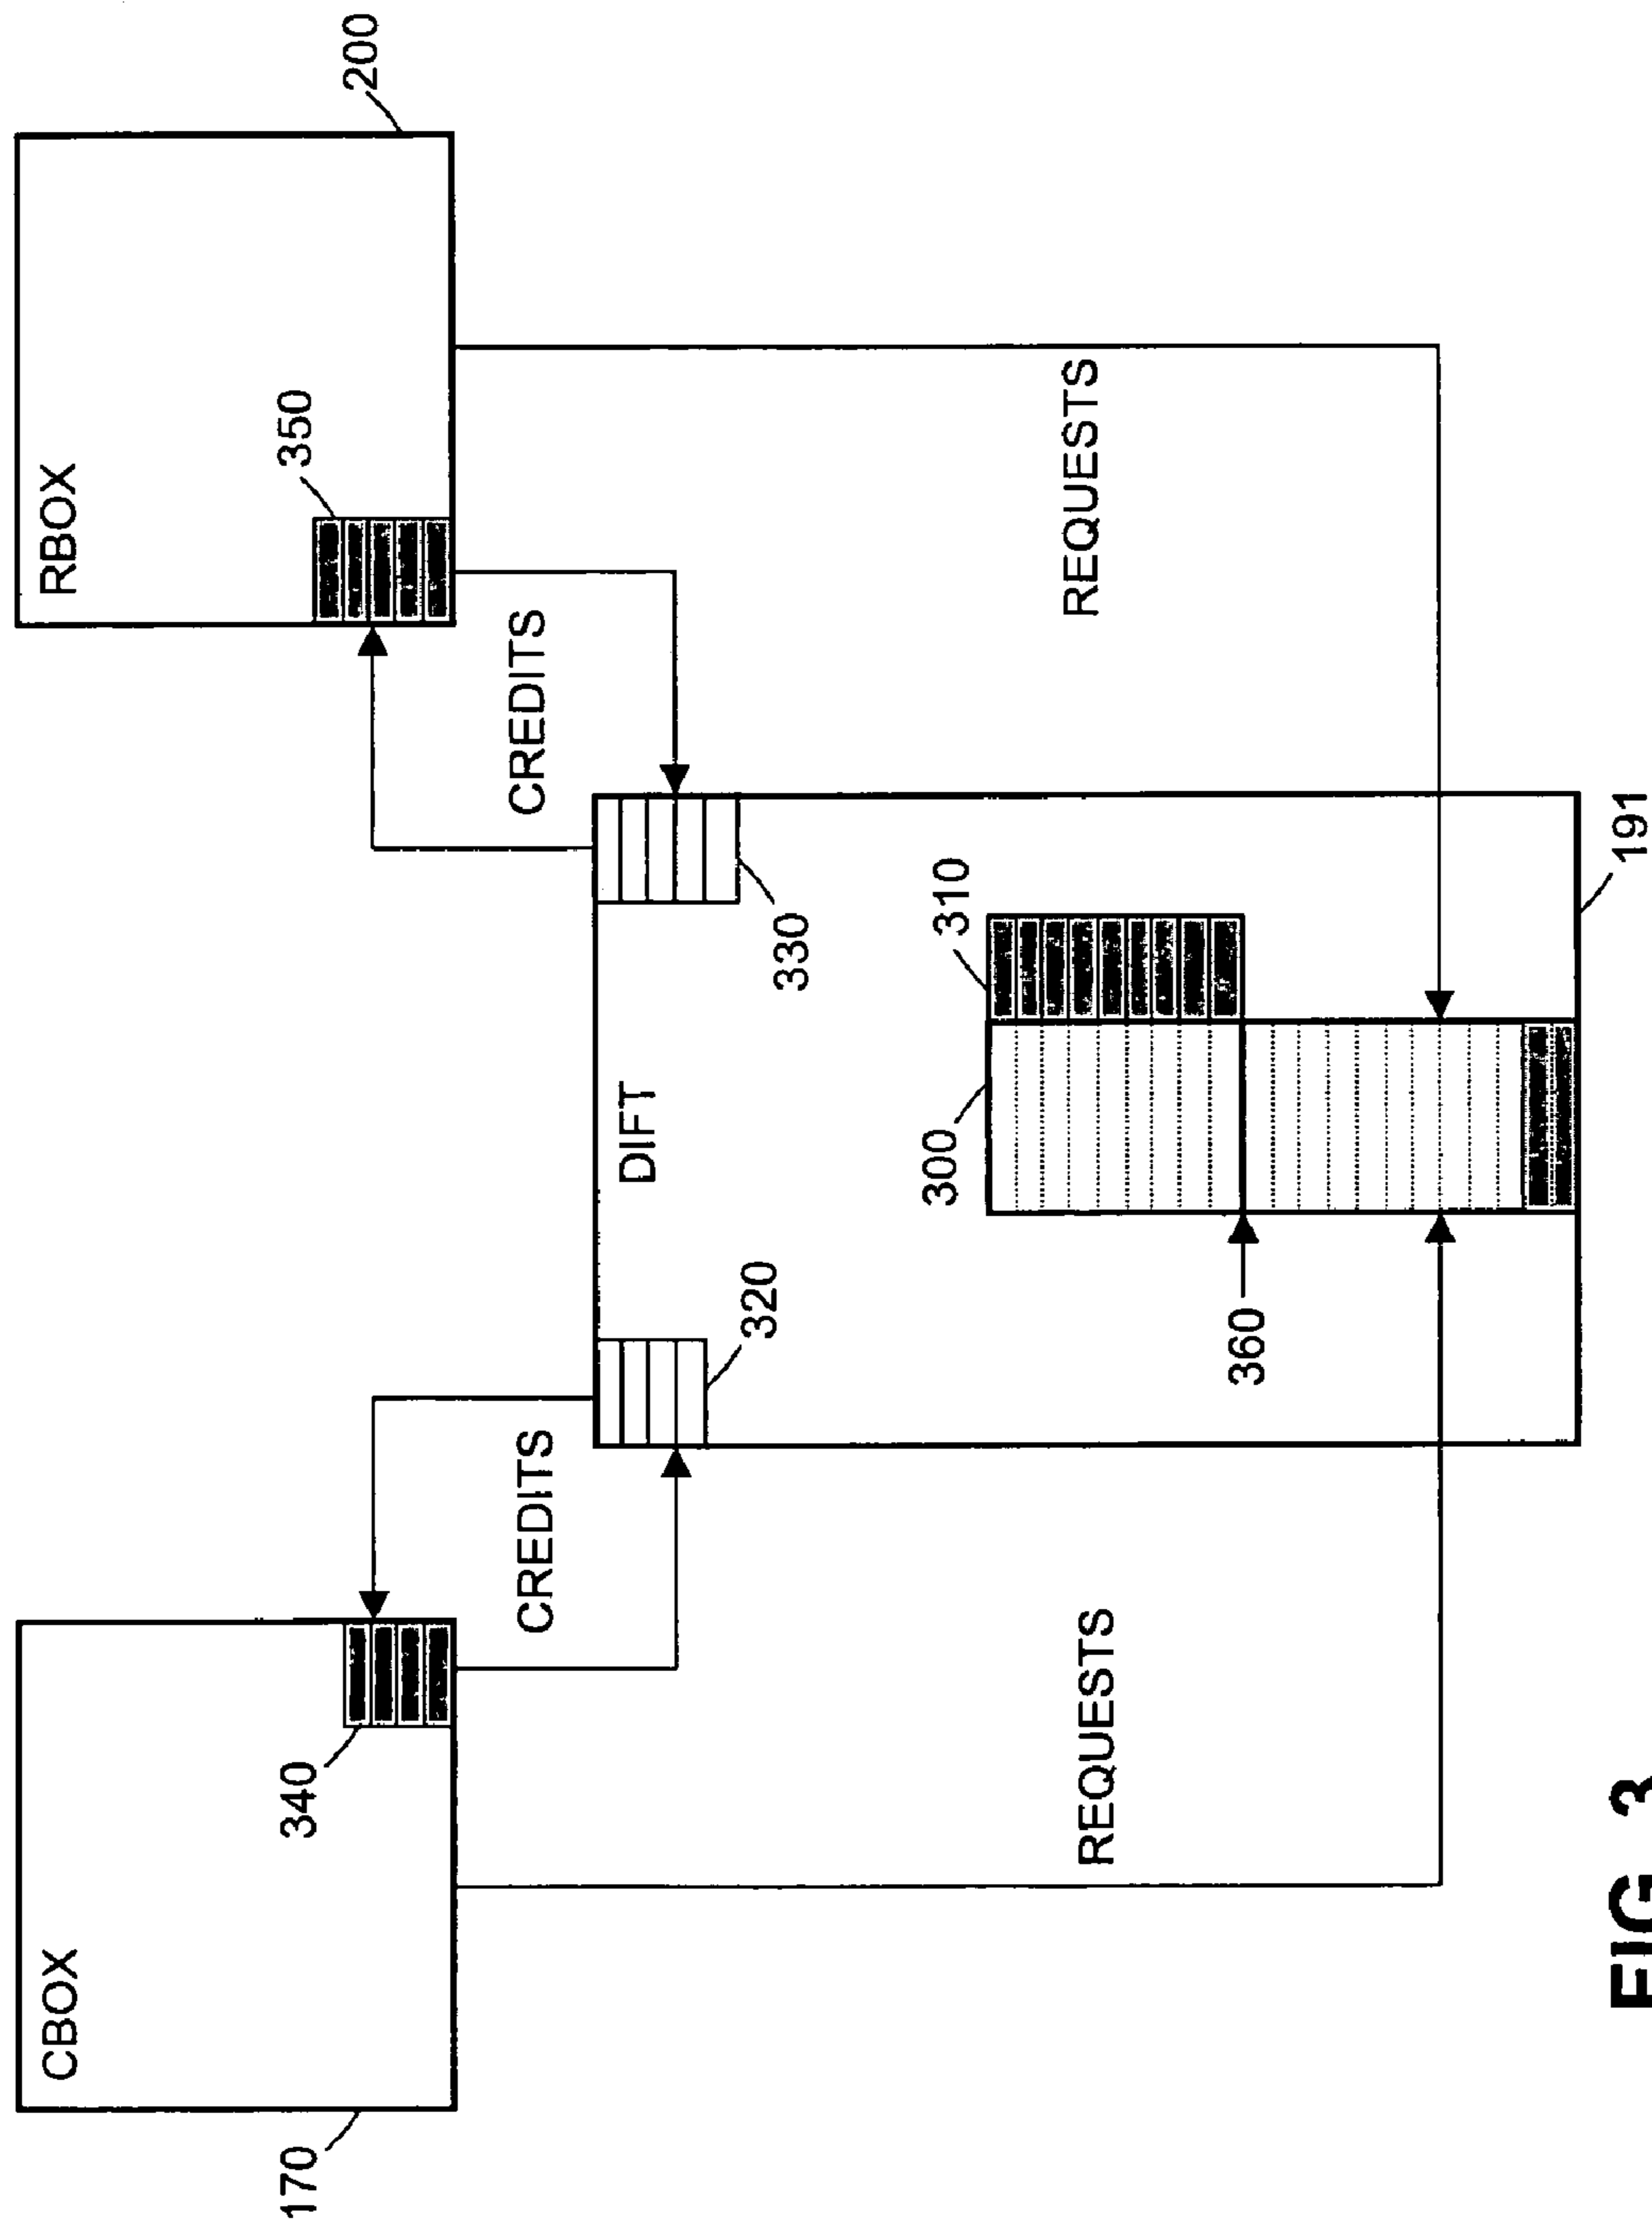 CBOX
170
340
CREDITS
REQUESTS
RBOX
200
350
CREDITS
REQUESTS
DIFT
320
330
300
310
360
191
FIG. 3